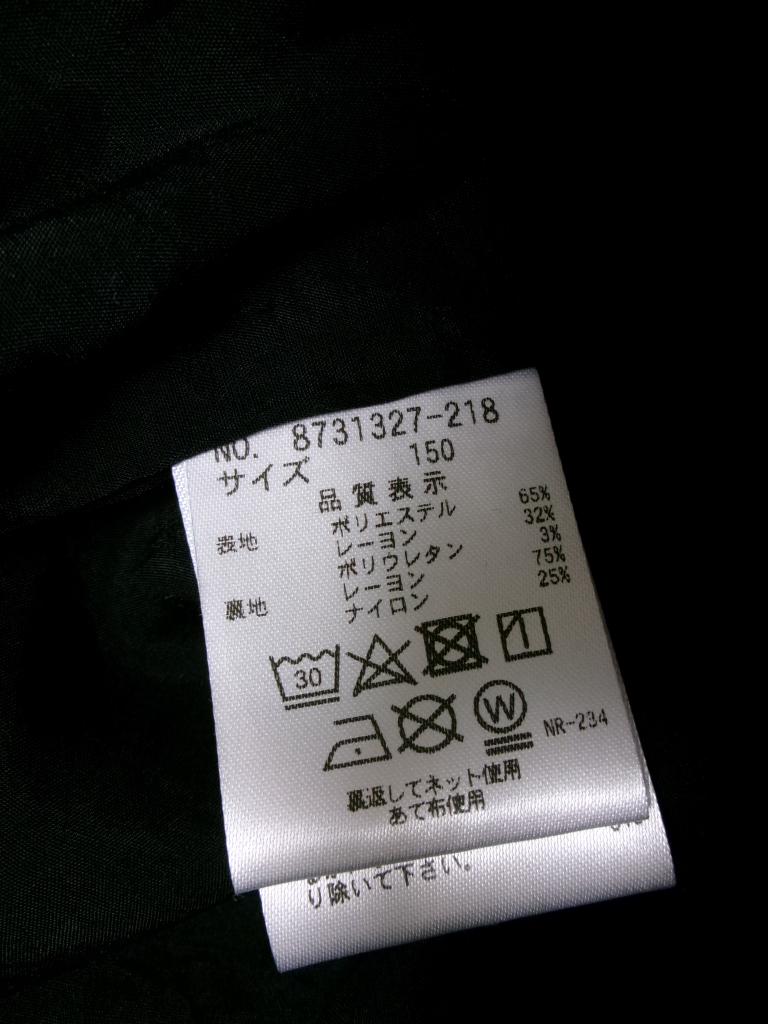 NO. 8731327-218
サイズ 150
品質表示
表地 ポリエステル 65%
レーヨン 32%
ポリウレタン 3%
裏地 レーヨン 75%
ナイロン 25%
30
W NR-234
裏返してネット使用
あて布使用
り除いて下さい。